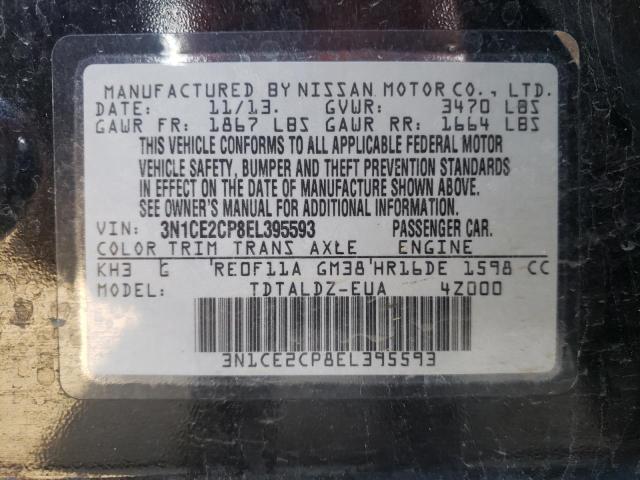 MANUFACTURED BY NISSAN MOTOR CO., LTD.
DATE: 11/13. GVWR: 3470 LBS
GAWR FR: 1867 LBS GAWR RR: 1664 LBS
THIS VEHICLE CONFORMS TO ALL APPLICABLE FEDERAL MOTOR
VEHICLE SAFETY, BUMPER AND THEFT PREVENTION STANDARDS
IN EFFECT ON THE DATE OF MANUFACTURE SHOWN ABOVE.
SEE OWNER'S MANUAL FOR ADDITIONAL INFORMATION.
VIN: 3N1CE2CP8EL395593 PASSENGER CAR.
COLOR TRIM TRANS AXLE ENGINE
KH3 G 'RE0F11A GM38'HR16DE 1598 CC
MODEL: TDTALDZ-EUA 4Z000
3N1CE2CP8EL395593